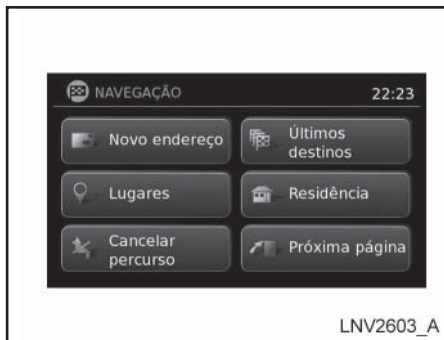 NAVEGAÇÃO 22:23
Novo endereço
Últimos
destinos
Lugares
Residência
Cancelar
percurso
Próxima página
LNV2603_A